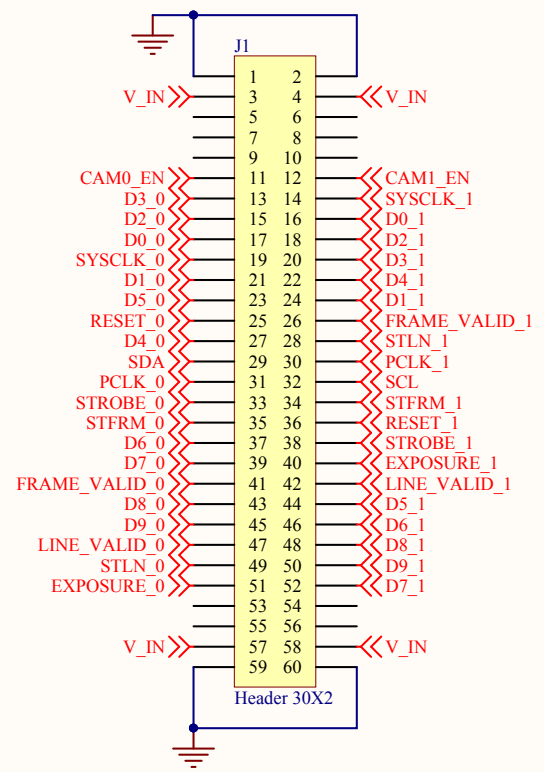 J1
1 2
V_IN 3 4 V_IN
5 6
7 8
9 10
CAM0_EN 11 12 CAM1_EN
D3_0 13 14 SYSCLK_1
D2_0 15 16 D0_1
D0_0 17 18 D2_1
SYSCLK_0 19 20 D3_1
D1_0 21 22 D4_1
D5_0 23 24 D1_1
RESET_0 25 26 FRAME_VALID_1
D4_0 27 28 STLN_1
SDA 29 30 PCLK_1
PCLK_0 31 32 SCL
STROBE_0 33 34 STFRM_1
STFRM_0 35 36 RESET_1
D6_0 37 38 STROBE_1
D7_0 39 40 EXPOSURE_1
FRAME_VALID_0 41 42 LINE_VALID_1
D8_0 43 44 D5_1
D9_0 45 46 D6_1
LINE_VALID_0 47 48 D8_1
STLN_0 49 50 D9_1
EXPOSURE_0 51 52 D7_1
53 54
55 56
V_IN 57 58 V_IN
59 60
Header 30X2